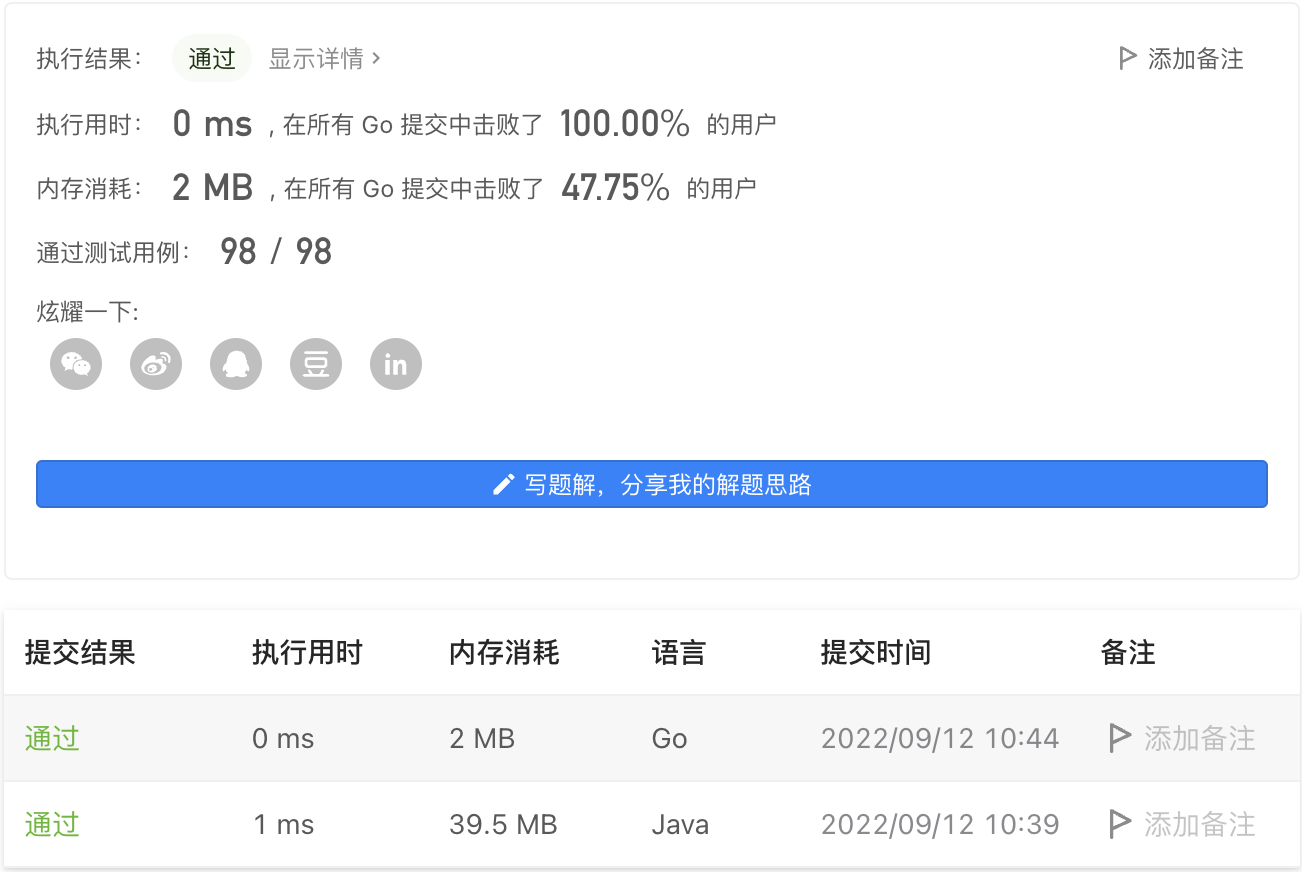 执行结果： 通过 显示详情 > 添加备注
执行用时： 0 ms , 在所有 Go 提交中击败了 100.00% 的用户
内存消耗： 2 MB , 在所有 Go 提交中击败了 47.75% 的用户
通过测试用例： 98 / 98
炫耀一下:
豆 in
写题解，分享我的解题思路
提交结果 执行用时 内存消耗 语言 提交时间 备注
通过 0 ms 2 MB Go 2022/09/12 10:44 添加备注
通过 1 ms 39.5 MB Java 2022/09/12 10:39 添加备注